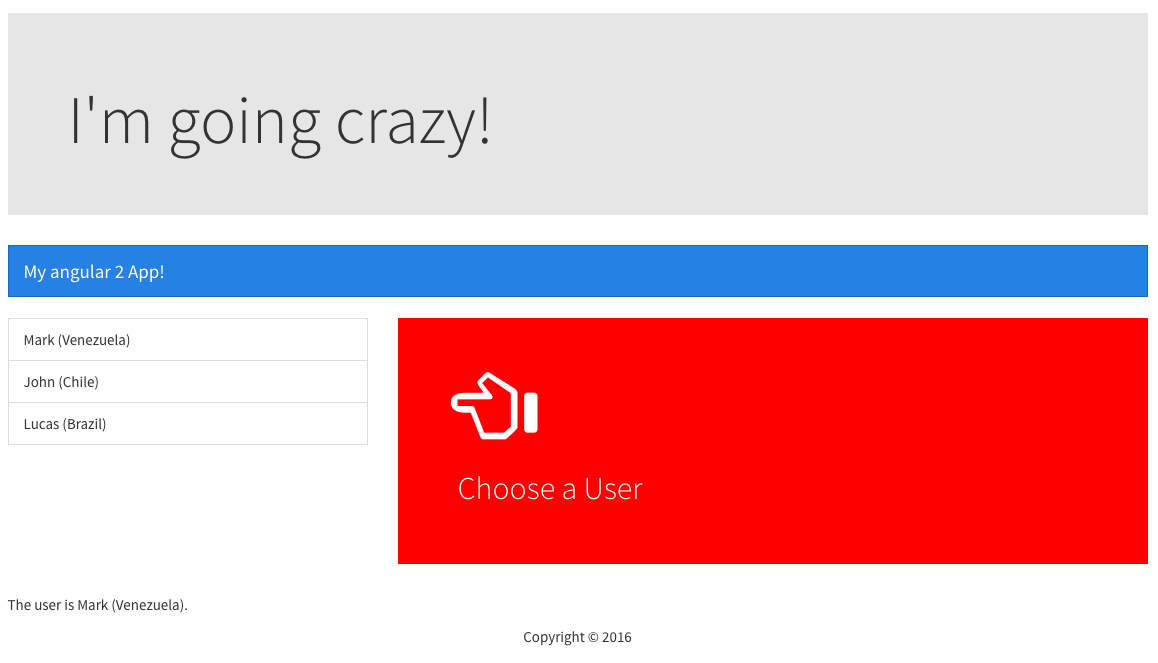 I'm going crazy!
My angular 2 App!
Mark (Venezuela)
John (Chile)
Lucas (Brazil)
Choose a User
The user is Mark (Venezuela).
Copyright © 2016